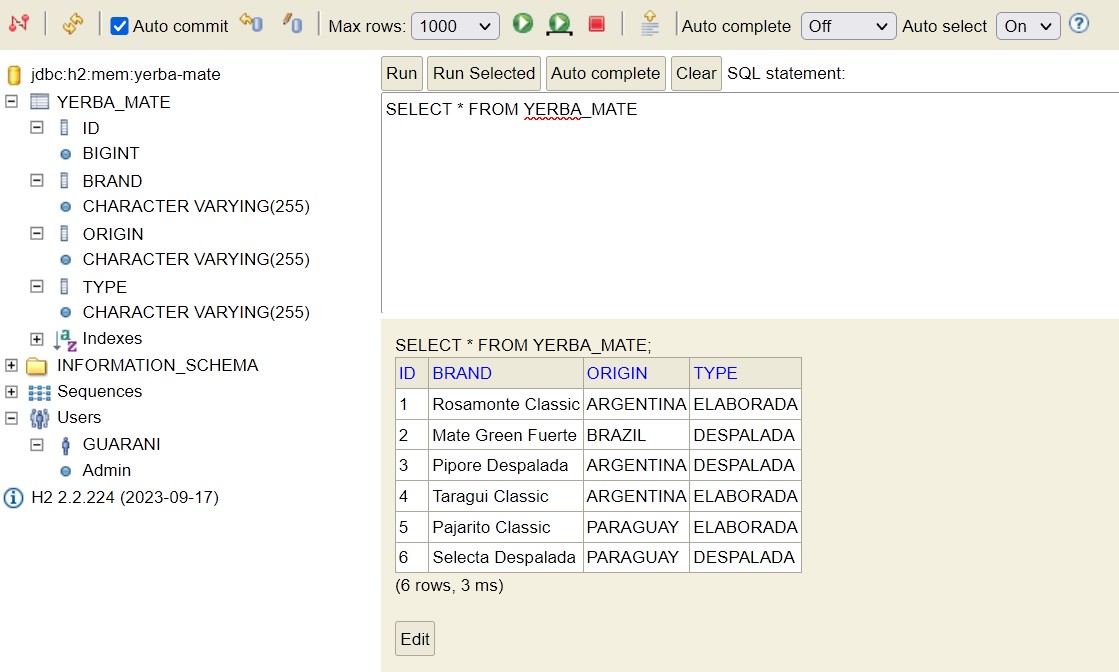 Auto commit Max rows: 1000 Auto complete Off Auto select On ?
jdbc:h2:mem:yerba-mate
YERBA_MATE
ID
BIGINT
BRAND
CHARACTER VARYING(255)
ORIGIN
CHARACTER VARYING(255)
TYPE
CHARACTER VARYING(255)
Indexes
INFORMATION_SCHEMA
Sequences
Users
GUARANI
Admin
H2 2.2.224 (2023-09-17)
Run Run Selected Auto complete Clear SQL statement:
SELECT * FROM YERBA_MATE
SELECT * FROM YERBA_MATE;
ID BRAND ORIGIN TYPE
1 Rosamonte Classic ARGENTINA ELABORADA
2 Mate Green Fuerte BRAZIL DESPALADA
3 Pipore Despalada ARGENTINA DESPALADA
4 Taragui Classic ARGENTINA ELABORADA
5 Pajarito Classic PARAGUAY ELABORADA
6 Selecta Despalada PARAGUAY DESPALADA
(6 rows, 3 ms)
Edit